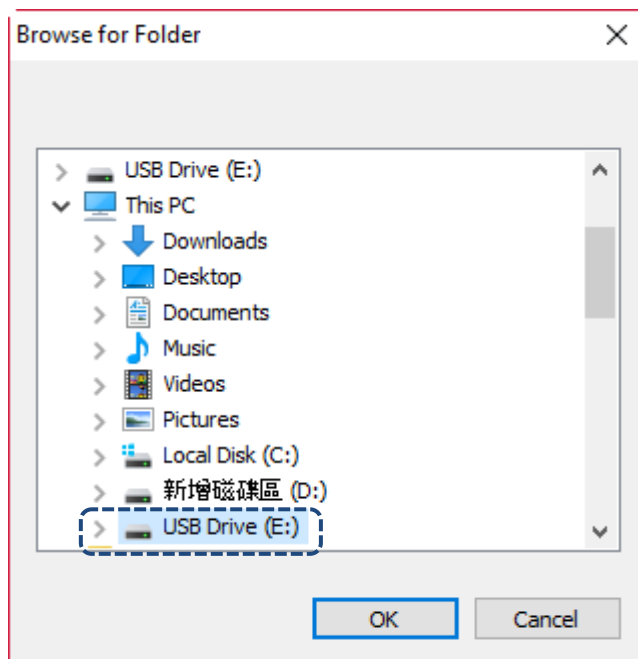 Browse for Folder
USB Drive (E:)
This PC
Downloads
Desktop
Documents
Music
Videos
Pictures
Local Disk (C:)
新增磁碟區 (D:)
USB Drive (E:)
OK Cancel